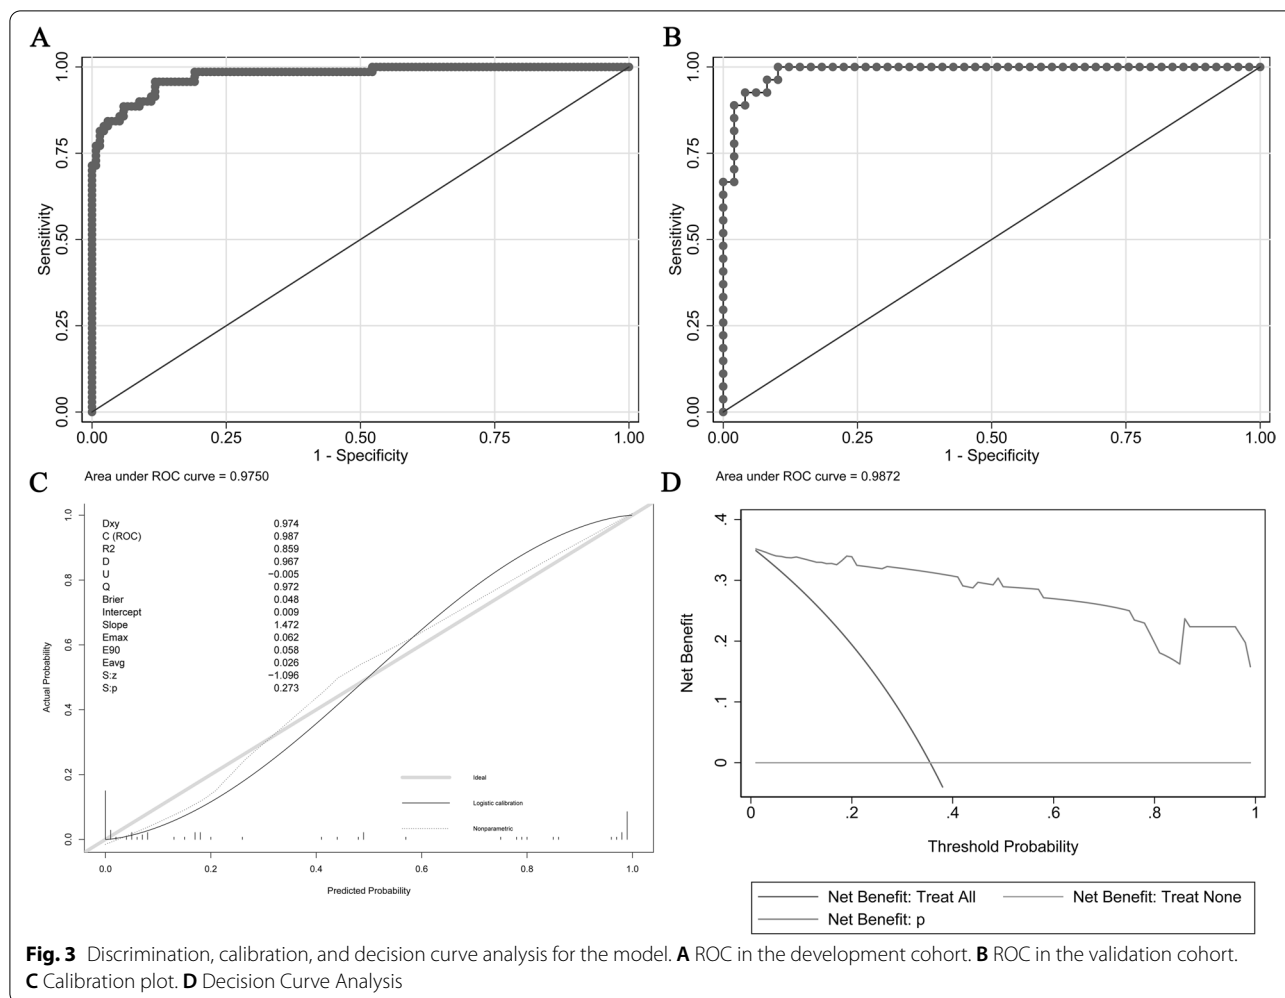 A
1.00
0.75
0.50
0.25
0.00
Sensitivity
0.00 0.25 0.50 0.75 1.00
1 - Specificity
Area under ROC curve = 0.9750
B
1.00
0.75
0.50
0.25
0.00
Sensitivity
0.00 0.25 0.50 0.75 1.00
1 - Specificity
Area under ROC curve = 0.9872
C
Dxy 0.974
C (ROC) 0.987
R2 0.859
D 0.967
U −0.005
Q 0.972
Brier 0.048
Intercept 0.009
Slope 1.472
Emax 0.062
E90 0.058
Eavg 0.026
S:z −1.096
S:p 0.273
1.0
0.8
0.6
0.4
0.2
0.0
Actual Probability
Ideal
Logistic calibration
Nonparametric
0.0 0.2 0.4 0.6 0.8 1.0
Predicted Probability
D
.4
.3
.2
.1
0
Net Benefit
0 .2 .4 .6 .8 1
Threshold Probability
Net Benefit: Treat All Net Benefit: Treat None
Net Benefit: p
Fig. 3 Discrimination, calibration, and decision curve analysis for the model. A ROC in the development cohort. B ROC in the validation cohort.
C Calibration plot. D Decision Curve Analysis